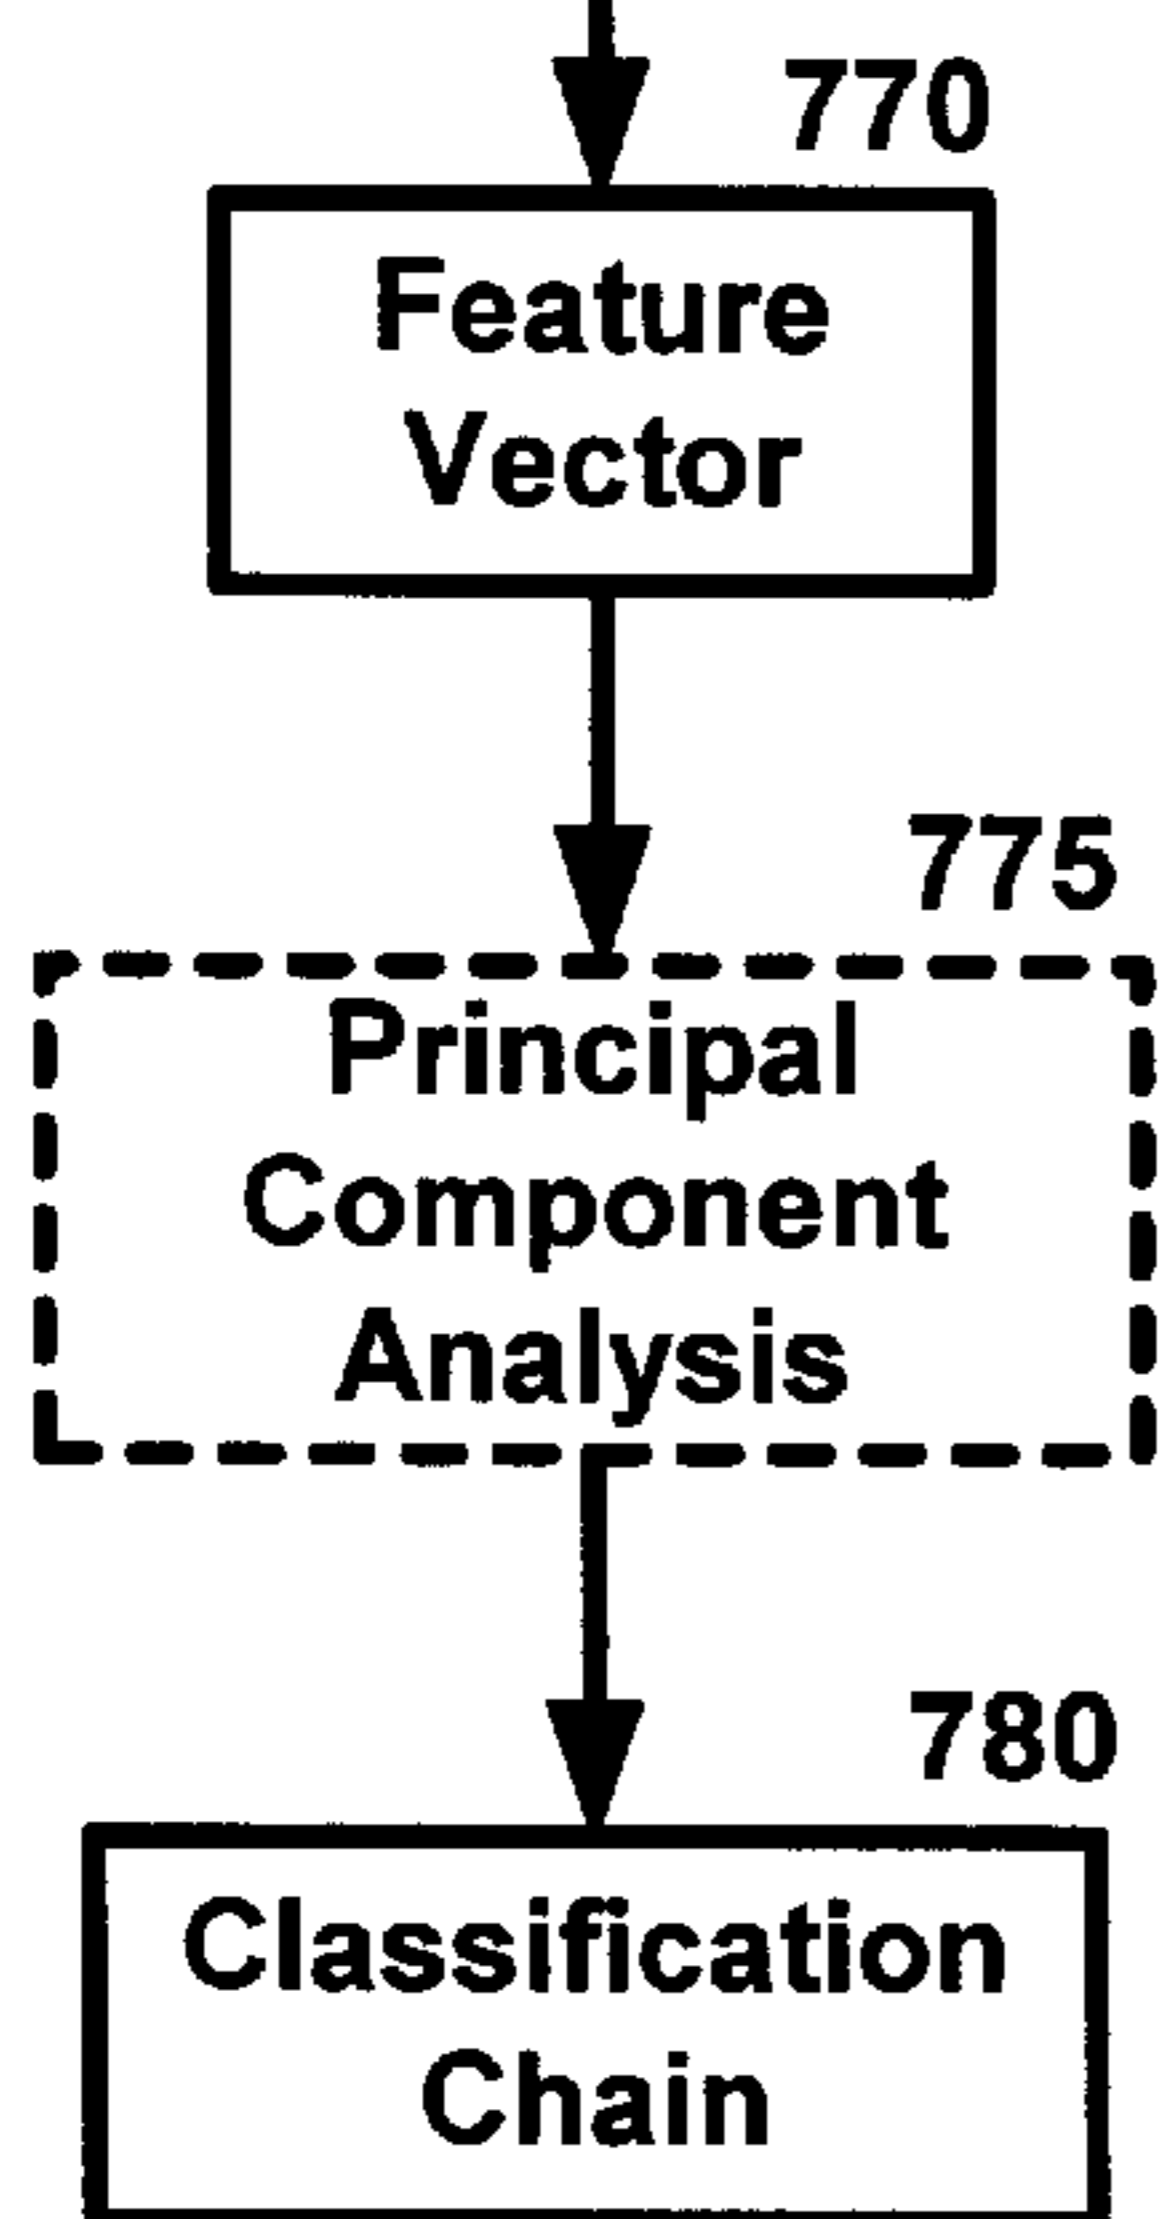 770
Feature
Vector
775
Principal
Component
Analysis
780
Classification
Chain